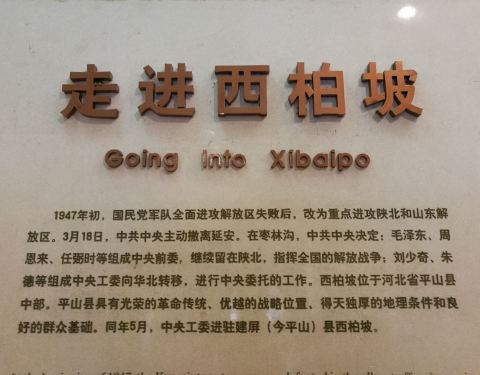 走进西柏坡
Going Into Xibaipo
1947年初，国民党军队全面进攻解放区失败后，改为重点进攻陕北和山东解
放区。3月18日，中共中央主动撤离延安。在枣林沟，中共中央决定：毛泽东、周
恩来、任弼时等组成中央前委，继续留在陕北，指挥全国的解放战争；刘少奇、朱
德等组成中央工委向华北转移，进行中央委托的工作。西柏坡位于河北省平山县
中部。平山县具有光荣的革命传统、优越的战略位置、得天独厚的地理条件和良
好的群众基础。同年5月，中央工委进驻建屏（今平山）县西柏坡。